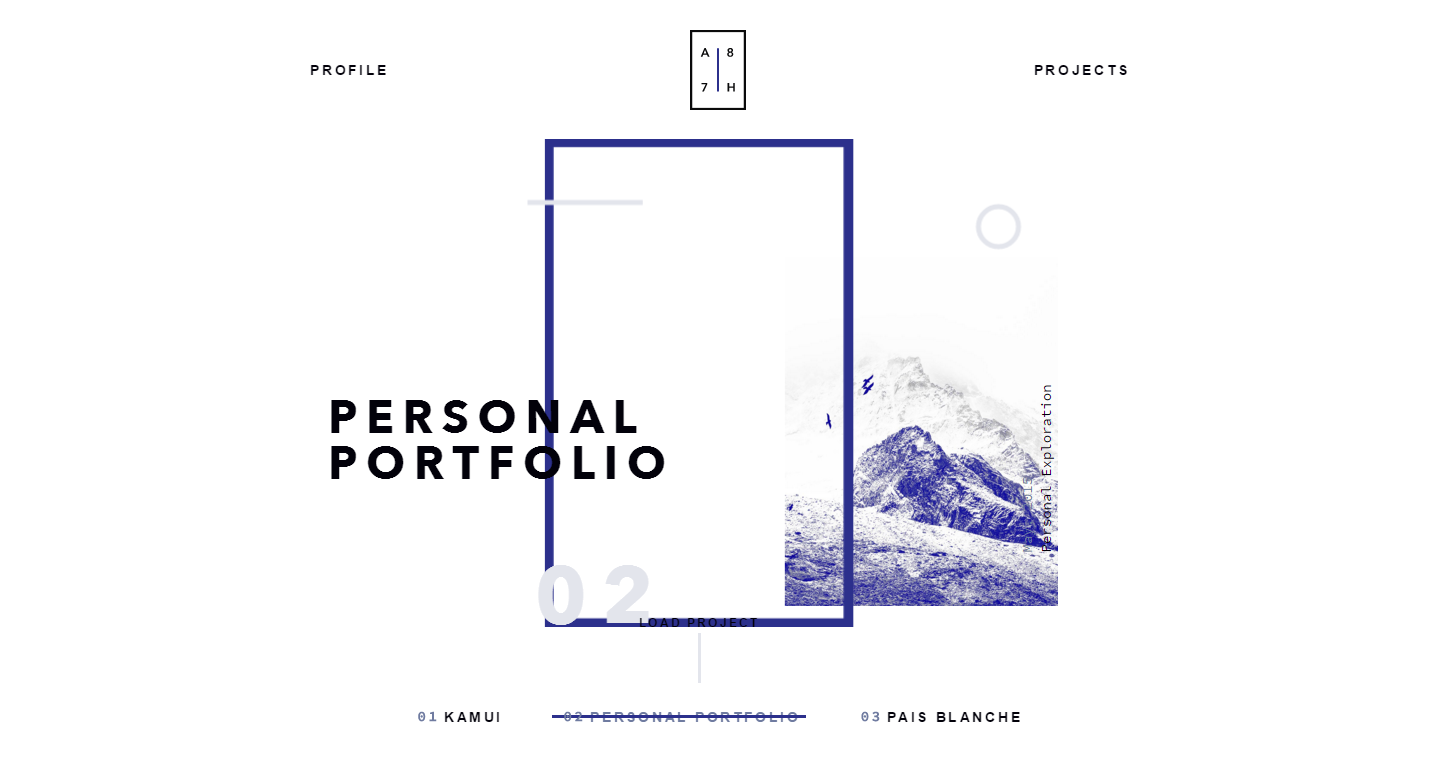 PROFILE
A 8
7 H
PROJECTS
PERSONAL
PORTFOLIO
2015
Personal Exploration
02
LOAD PROJECT
01 KAMUI
02 PERSONAL PORTFOLIO
03 PAIS BLANCHE